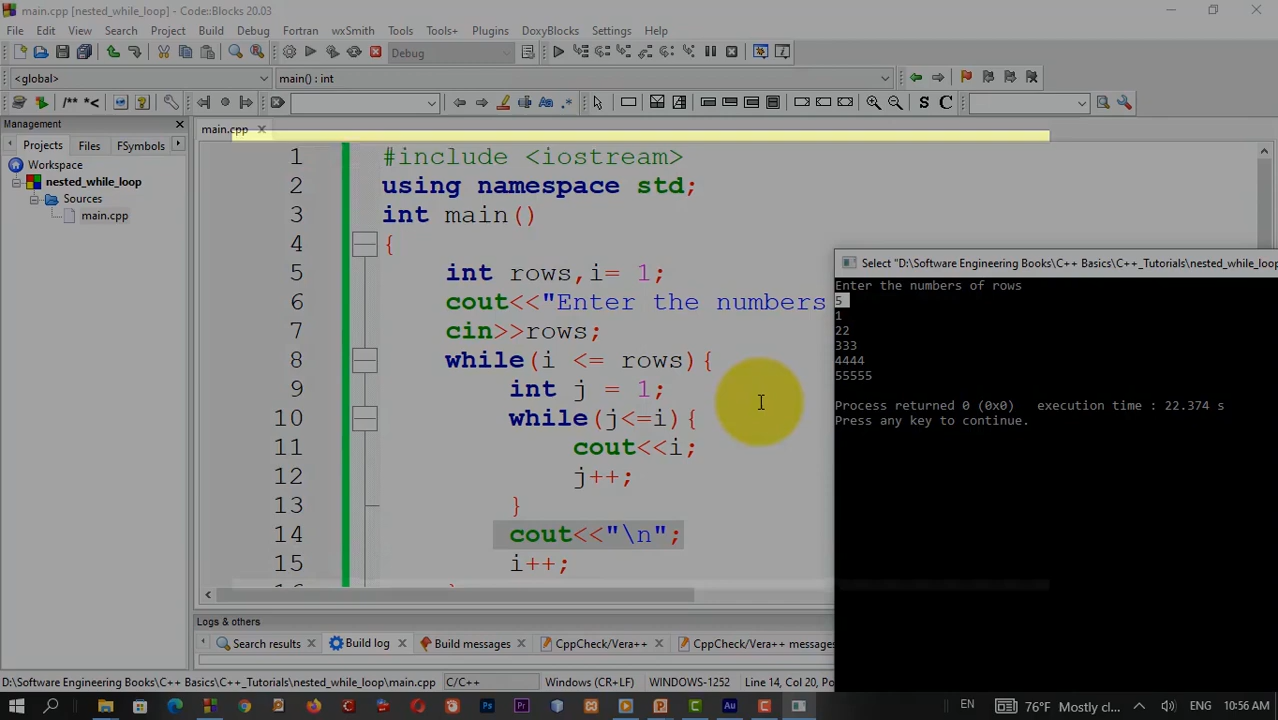 main.cpp [nested_while_loop] - Code::Blocks 20.03
File Edit View Search Project Build Debug Fortran wxSmith Tools Tools+ Plugins DoxyBlocks Settings Help
Debug
<global>
main() : int
/** *<
S C
Management
Projects Files FSymbols
Workspace
nested_while_loop
Sources
main.cpp
main.cpp
1 #include <iostream>
2 using namespace std;
3 int main()
4 {
5 int rows,i= 1;
6 cout<<"Enter the numbers
7 cin>>rows;
8 while(i <= rows){
9 int j = 1;
10 while(j<=i){
11 cout<<i;
12 j++;
13 }
14 cout<<"\n";
15 i++;
Select "D:\Software Engineering Books\C++ Basics\C++_Tutorials\nested_while_loop
Enter the numbers of rows
5
1
22
333
4444
55555
Process returned 0 (0x0) execution time : 22.374 s
Press any key to continue.
Logs & others
Search results Build log Build messages CppCheck/Vera++ CppCheck/Vera++ messages
D:\Software Engineering Books\C++ Basics\C++_Tutorials\nested_while_loop\main.cpp C/C++ Windows (CR+LF) WINDOWS-1252 Line 14, Col 20, Pos
EN 76°F Mostly c... ENG 10:56 AM